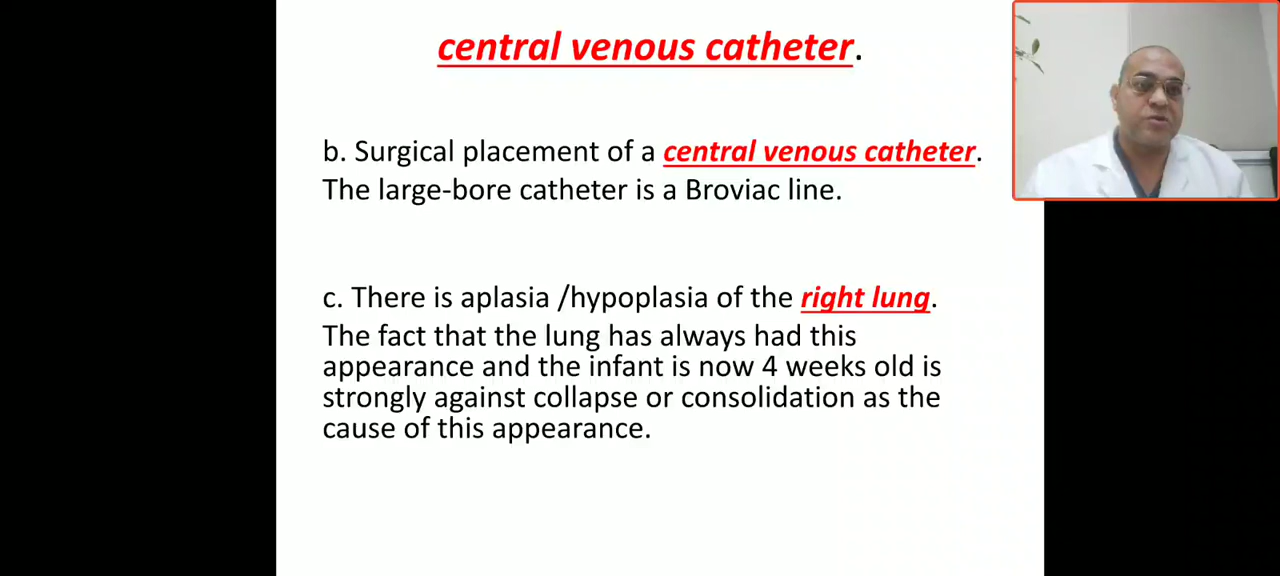 central venous catheter.
b. Surgical placement of a central venous catheter.
The large-bore catheter is a Broviac line.
c. There is aplasia /hypoplasia of the right lung.
The fact that the lung has always had this
appearance and the infant is now 4 weeks old is
strongly against collapse or consolidation as the
cause of this appearance.